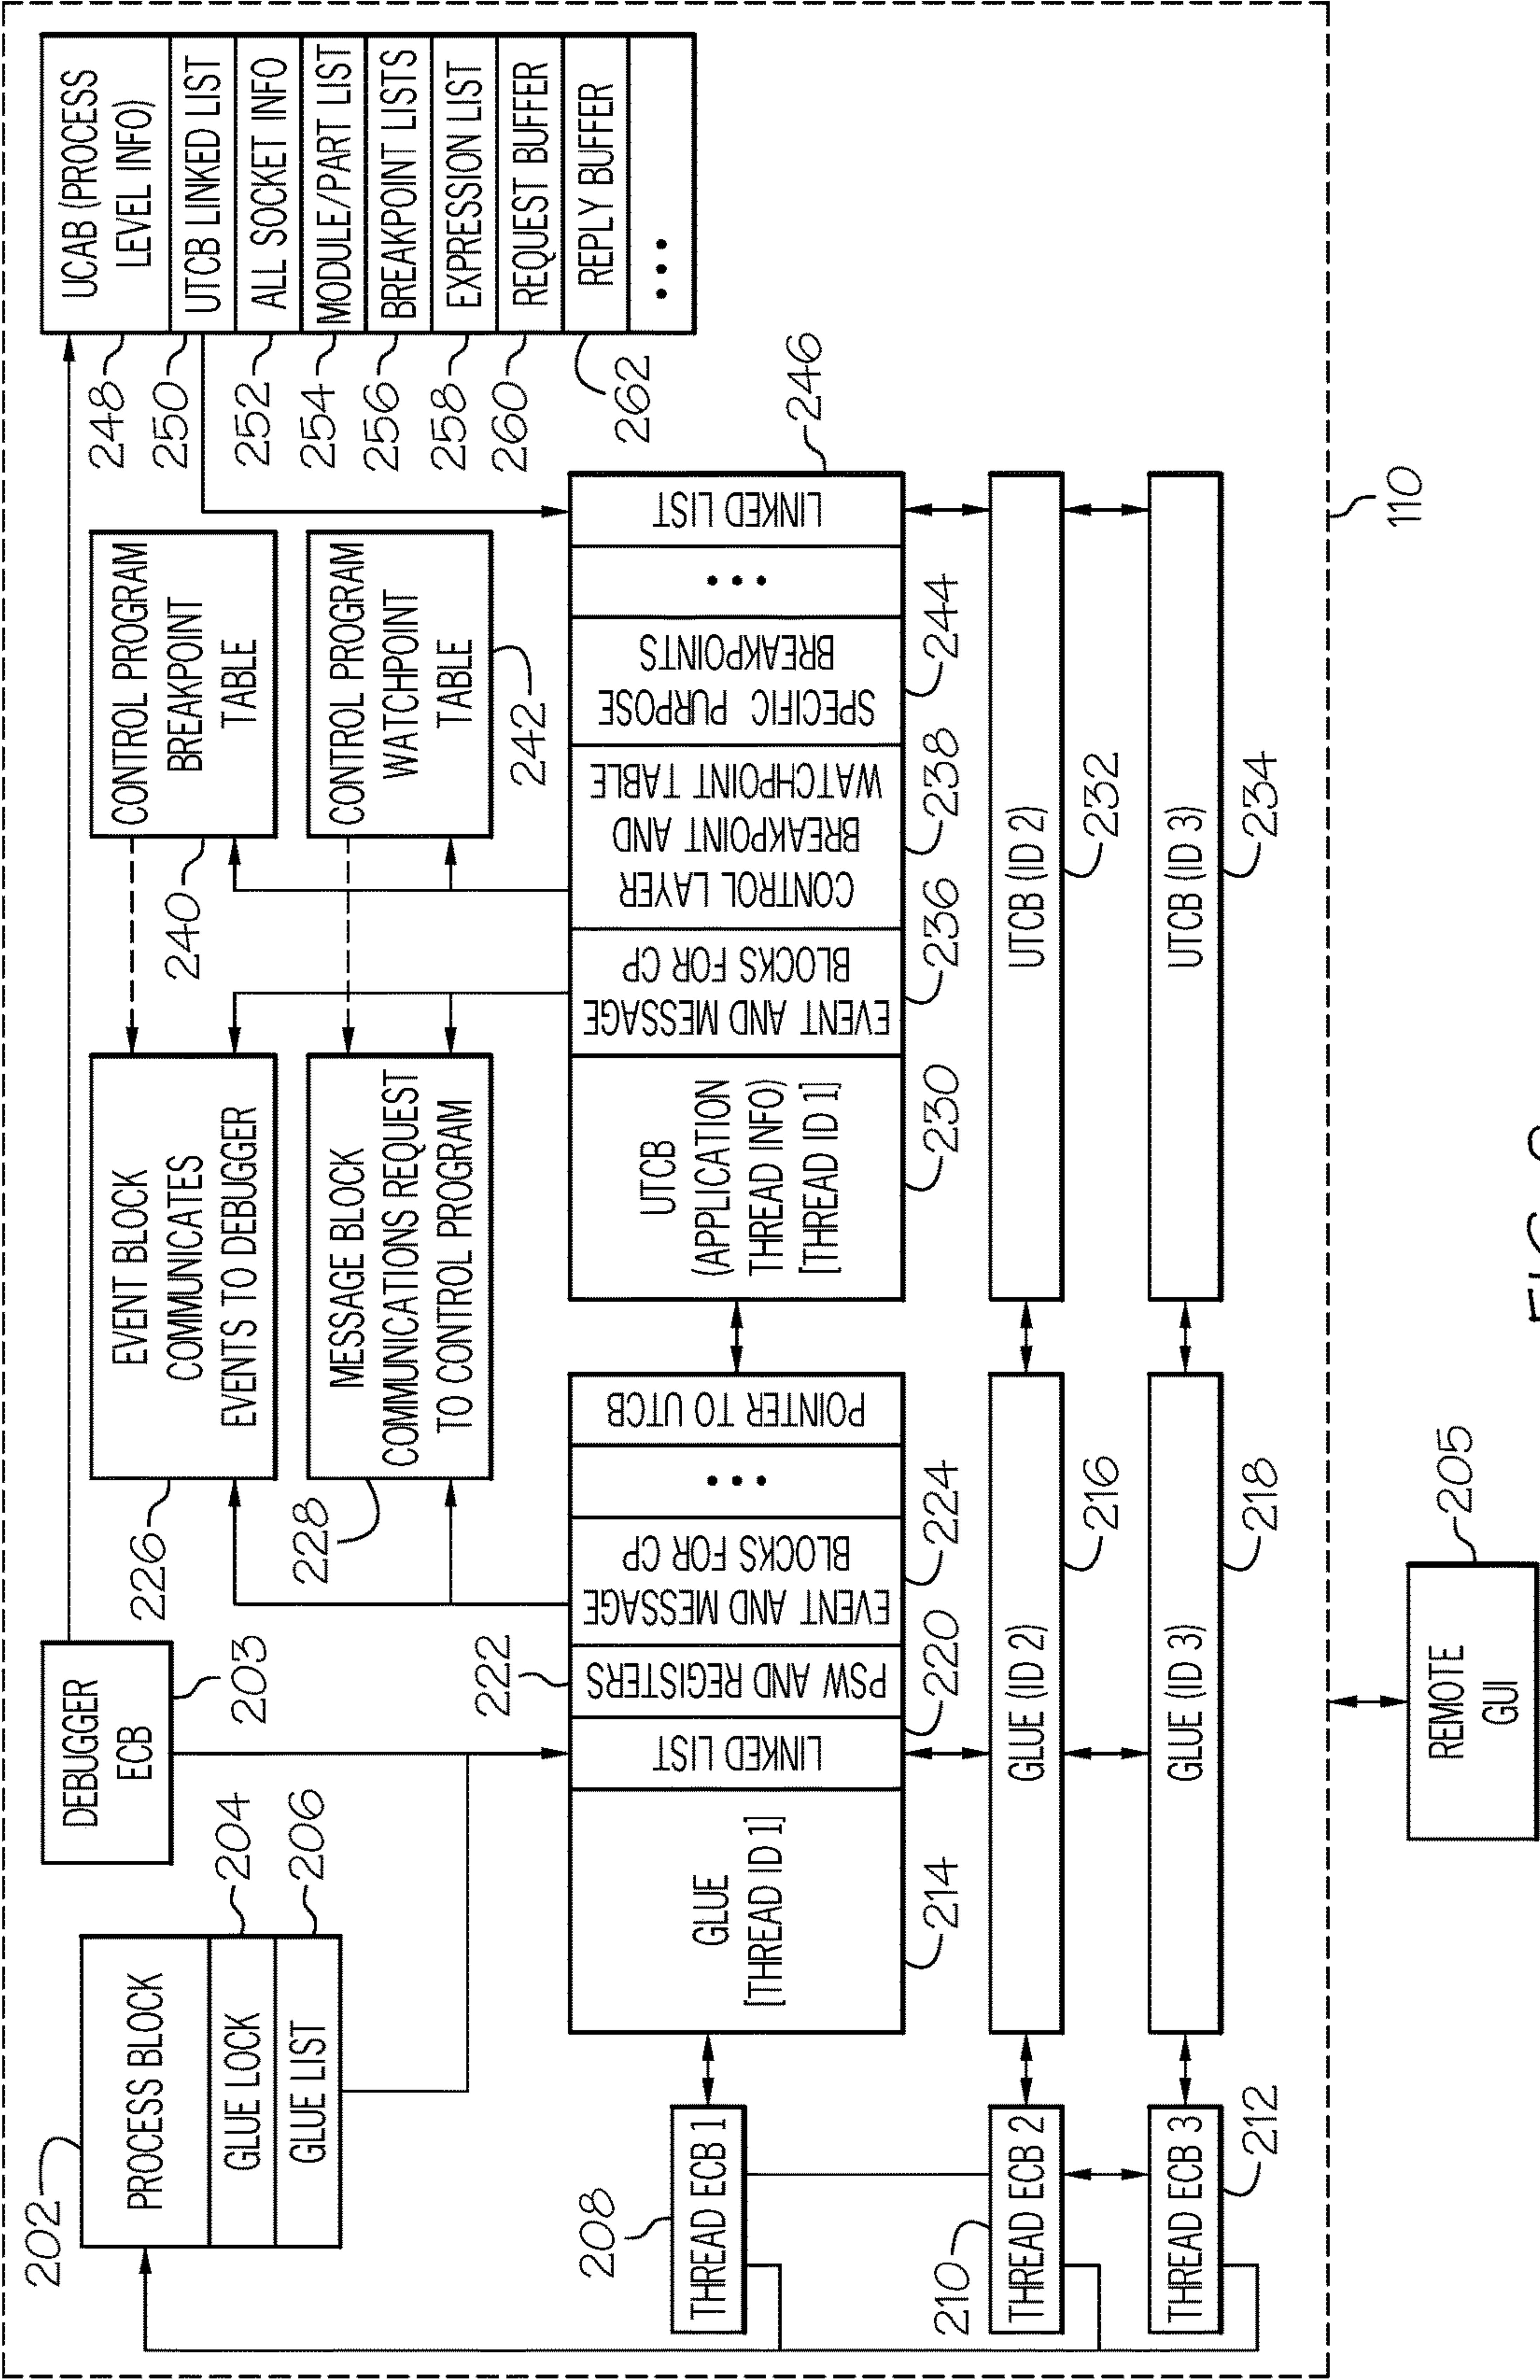 202
PROCESS BLOCK
GLUE LOCK
GLUE LIST
204
206
DEBUGGER
ECB
203
UCAB (PROCESS
LEVEL INFO)
UTCB LINKED LIST
ALL SOCKET INFO
MODULE/PART LIST
BREAKPOINT LISTS
EXPRESSION LIST
REQUEST BUFFER
REPLY BUFFER
•••
248
250
252
254
256
258
260
262
226
EVENT BLOCK
COMMUNICATES
EVENTS TO DEBUGGER
228
MESSAGE BLOCK
COMMUNICATIONS REQUEST
TO CONTROL PROGRAM
240
CONTROL PROGRAM
BREAKPOINT
TABLE
CONTROL PROGRAM
WATCHPOINT
TABLE
242
208
THREAD ECB 1
GLUE
[THREAD ID 1]
214
LINKED LIST
220
PSW AND REGISTERS
222
EVENT AND MESSAGE
BLOCKS FOR CP
224
•••
POINTER TO UTCB
UTCB
(APPLICATION
THREAD INFO)
[THREAD ID 1]
230
EVENT AND MESSAGE
BLOCKS FOR CP
236
CONTROL LAYER
BREAKPOINT AND
WATCHPOINT TABLE
238
SPECIFIC PURPOSE
BREAKPOINTS
244
•••
LINKED LIST
246
210
THREAD ECB 2
GLUE (ID 2)
216
UTCB (ID 2)
232
THREAD ECB 3
212
GLUE (ID 3)
218
UTCB (ID 3)
234
110
REMOTE
GUI
205